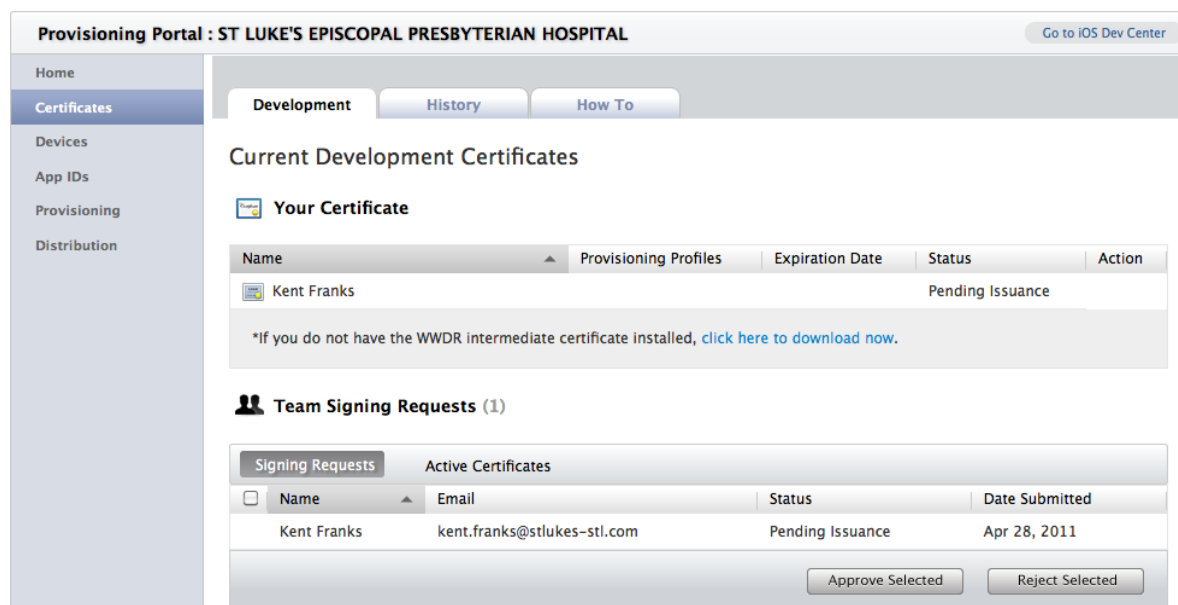 Provisioning Portal : ST LUKE'S EPISCOPAL PRESBYTERIAN HOSPITAL
Go to iOS Dev Center
Home
Certificates
Devices
App IDs
Provisioning
Distribution
Development
History
How To
Current Development Certificates
Your Certificate
Name Provisioning Profiles Expiration Date Status Action
Kent Franks Pending Issuance
*If you do not have the WWDR intermediate certificate installed, click here to download now.
Team Signing Requests (1)
Signing Requests Active Certificates
Name Email Status Date Submitted
Kent Franks kent.franks@stlukes-stl.com Pending Issuance Apr 28, 2011
Approve Selected Reject Selected